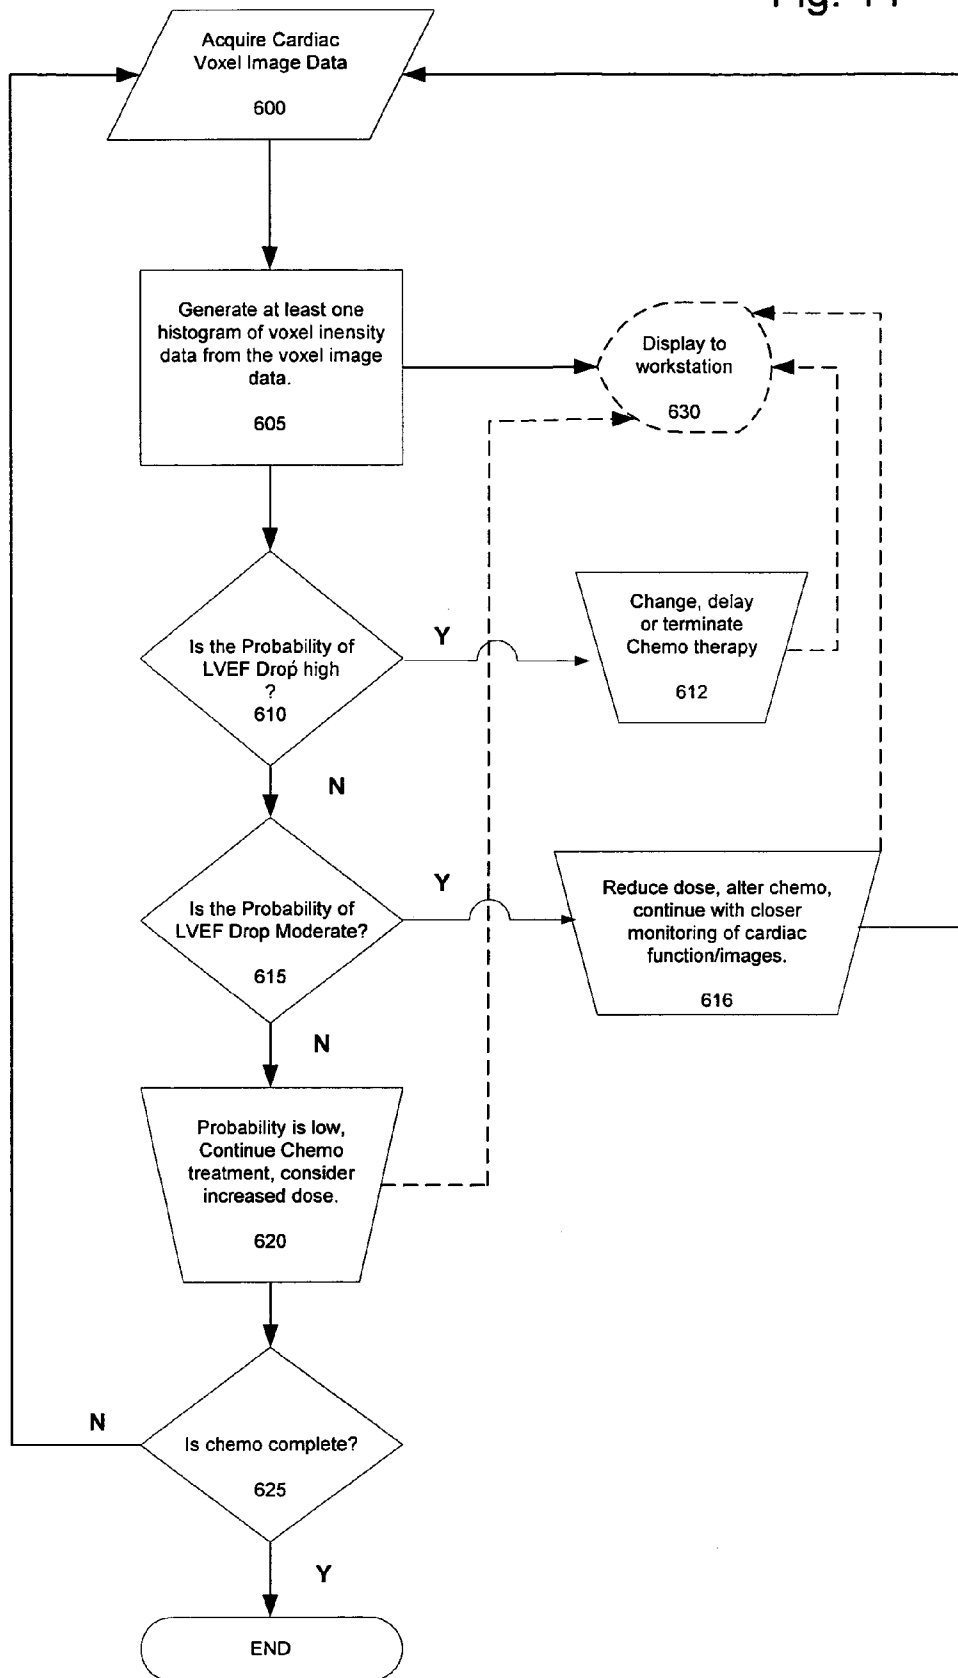 Acquire Cardiac
Voxel Image Data
600
Generate at least one
histogram of voxel inensity
data from the voxel image
data.
605
Display to
workstation
630
Is the Probability of
LVEF Drop high
?
610
Y
Change, delay
or terminate
Chemo therapy
612
N
Is the Probability of
LVEF Drop Moderate?
615
Y
Reduce dose, alter chemo,
continue with closer
monitoring of cardiac
function/images.
616
N
Probability is low,
Continue Chemo
treatment, consider
increased dose.
620
N
Is chemo complete?
625
Y
END